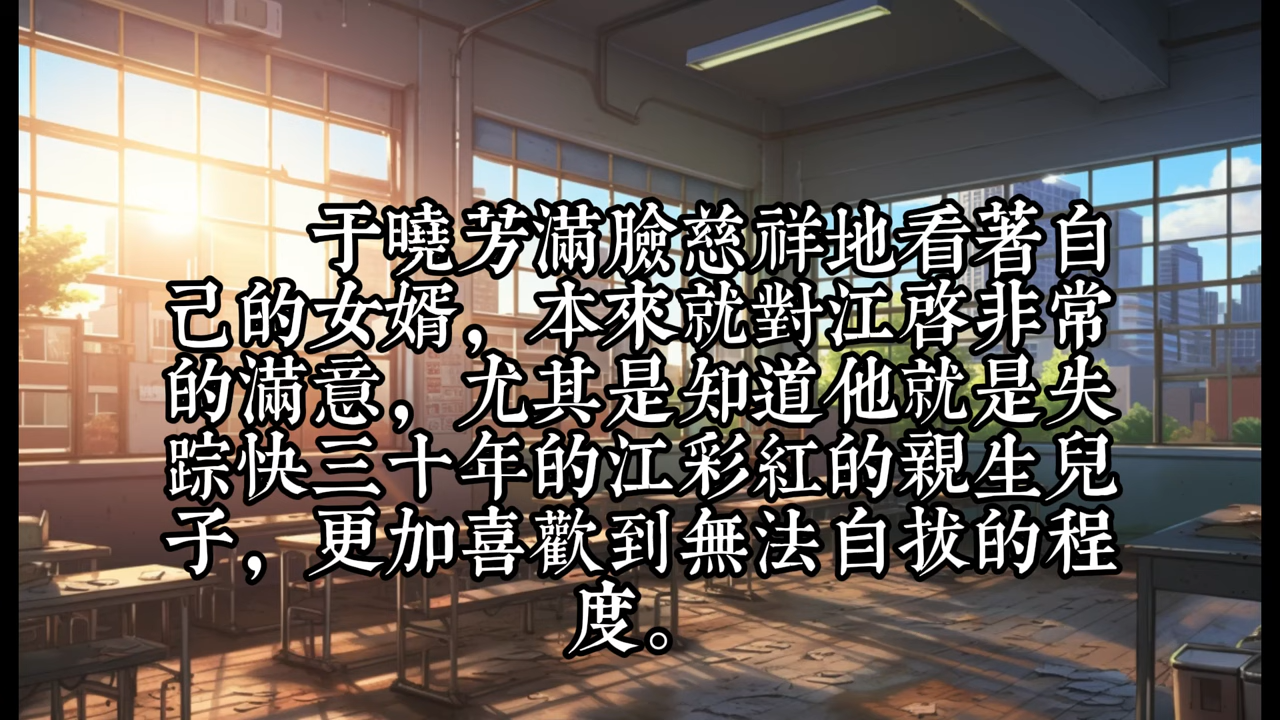 于曉芳滿臉慈祥地看著自
己的女婿，本來就對江啓非常
的滿意，尤其是知道他就是失
踪快三十年的江彩紅的親生兒
子，更加喜歡到無法自拔的程
度。